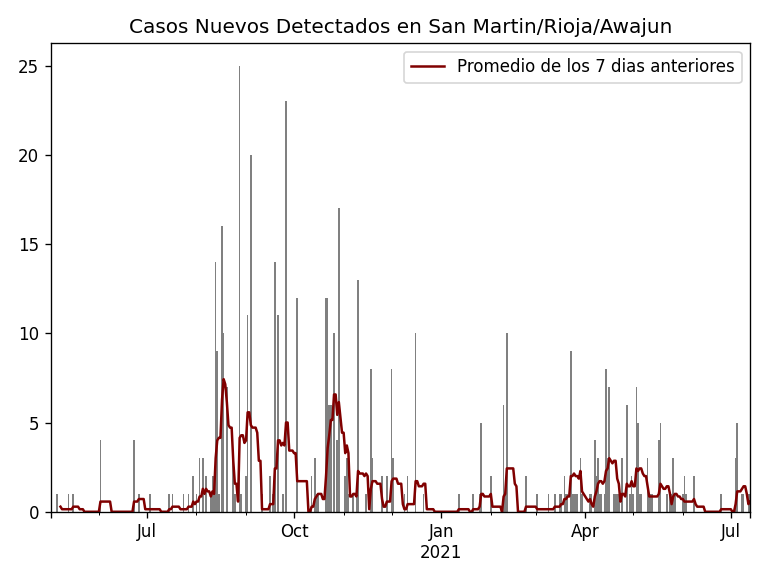 Casos Nuevos Detectados en San Martin/Rioja/Awajun
Promedio de los 7 dias anteriores
25
20
15
10
5
0
Jul
Oct
Jan
2021
Apr
Jul